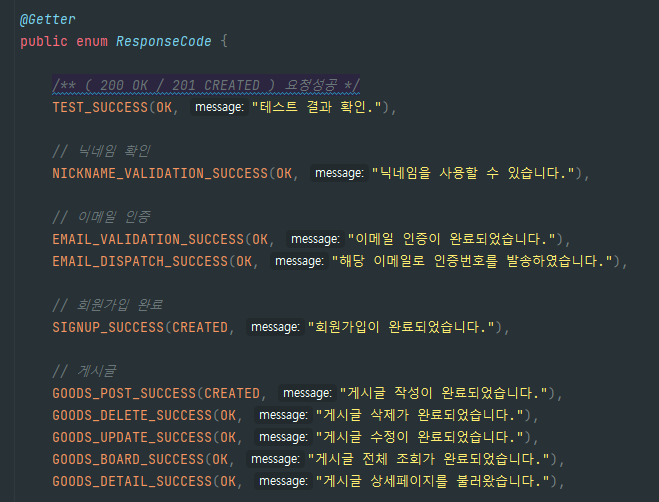 @Getter
public enum ResponseCode {
/** ( 200 OK / 201 CREATED ) 요청성공 */
TEST_SUCCESS(OK, message: "테스트 결과 확인."),
// 닉네임 확인
NICKNAME_VALIDATION_SUCCESS(OK, message: "닉네임을 사용할 수 있습니다."),
// 이메일 인증
EMAIL_VALIDATION_SUCCESS(OK, message: "이메일 인증이 완료되었습니다."),
EMAIL_DISPATCH_SUCCESS(OK, message: "해당 이메일로 인증번호를 발송하였습니다."),
// 회원가입 완료
SIGNUP_SUCCESS(CREATED, message: "회원가입이 완료되었습니다."),
// 게시글
GOODS_POST_SUCCESS(CREATED, message: "게시글 작성이 완료되었습니다."),
GOODS_DELETE_SUCCESS(OK, message: "게시글 삭제가 완료되었습니다."),
GOODS_UPDATE_SUCCESS(OK, message: "게시글 수정이 완료되었습니다."),
GOODS_BOARD_SUCCESS(OK, message: "게시글 전체 조회가 완료되었습니다."),
GOODS_DETAIL_SUCCESS(OK, message: "게시글 상세페이지를 불러왔습니다."),